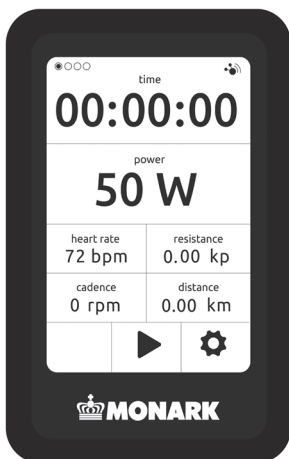 time
00:00:00
power
50 W
heart rate
72 bpm
resistance
0.00 kp
cadence
0 rpm
distance
0.00 km
MONARK